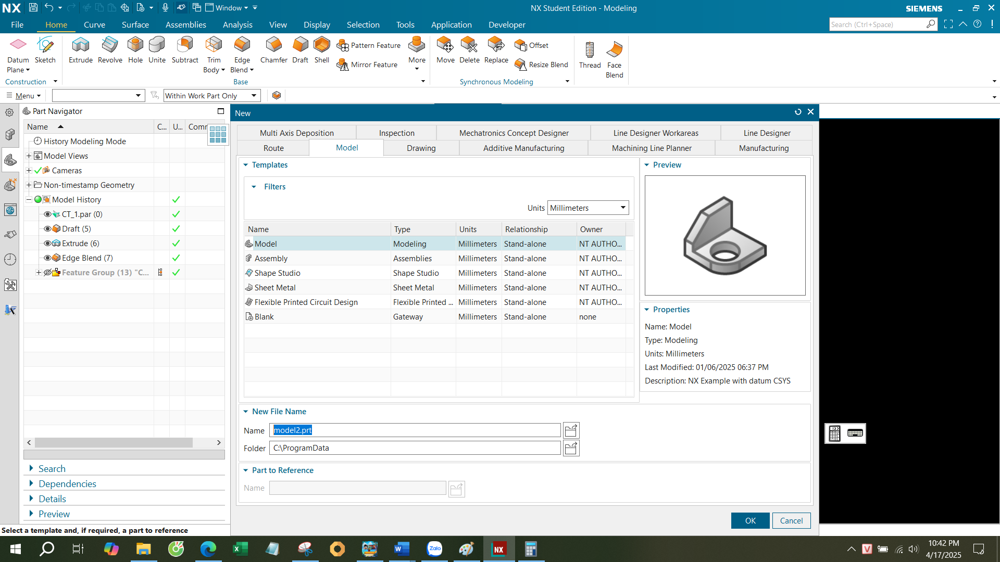 NX
Window
NX Student Edition - Modeling
SIEMENS
File
Home
Curve
Surface
Assemblies
Analysis
View
Display
Selection
Tools
Application
Developer
Search (Ctrl+Space)
Datum Plane
Sketch
Extrude
Revolve
Hole
Unite
Subtract
Trim Body
Edge Blend
Chamfer
Draft
Shell
Pattern Feature
Mirror Feature
More
Move
Delete
Replace
Offset
Resize Blend
Thread
Face Blend
Construction
Base
Synchronous Modeling
Menu
Within Work Part Only
Part Navigator
Name C... U... Comr
History Modeling Mode
Model Views
Cameras
Non-timestamp Geometry
Model History
CT_1.par (0)
Draft (5)
Extrude (6)
Edge Blend (7)
Feature Group (13) "C...
Search
Dependencies
Details
Preview
Select a template and, if required, a part to reference
New
Multi Axis Deposition
Inspection
Mechatronics Concept Designer
Line Designer Workareas
Line Designer
Route
Model
Drawing
Additive Manufacturing
Machining Line Planner
Manufacturing
Templates
Filters
Units Millimeters
Name Type Units Relationship Owner
Model Modeling Millimeters Stand-alone NT AUTHO...
Assembly Assemblies Millimeters Stand-alone NT AUTHO...
Shape Studio Shape Studio Millimeters Stand-alone NT AUTHO...
Sheet Metal Sheet Metal Millimeters Stand-alone NT AUTHO...
Flexible Printed Circuit Design Flexible Printed ... Millimeters Stand-alone NT AUTHO...
Blank Gateway Millimeters Stand-alone none
Preview
Properties
Name: Model
Type: Modeling
Units: Millimeters
Last Modified: 01/06/2025 06:37 PM
Description: NX Example with datum CSYS
New File Name
Name model2.prt
Folder C:\ProgramData
Part to Reference
Name
OK
Cancel
123
Zalo
NX
V
10:42 PM
4/17/2025